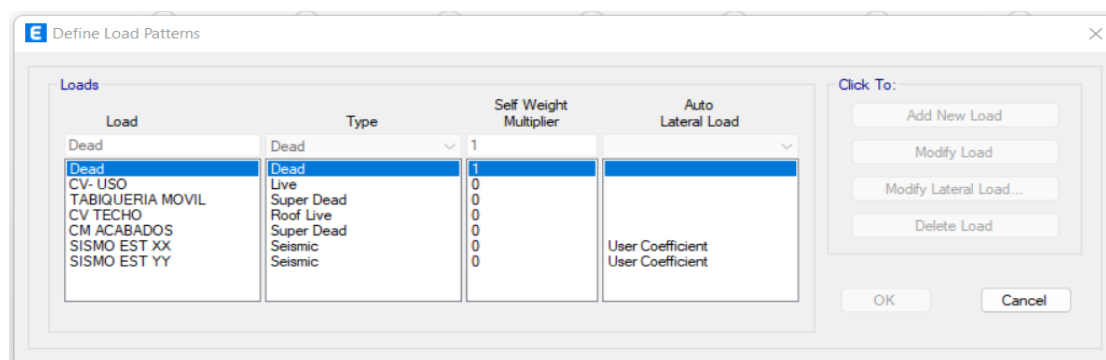 E Define Load Patterns
Loads
Click To:
Load Type Self Weight Multiplier Auto Lateral Load
Dead Dead 1
Dead Dead 1
CV- USO Live 0
TABIQUERIA MOVIL Super Dead 0
CV TECHO Roof Live 0
CM ACABADOS Super Dead 0
SISMO EST XX Seismic 0 User Coefficient
SISMO EST YY Seismic 0 User Coefficient
Add New Load
Modify Load
Modify Lateral Load...
Delete Load
OK Cancel